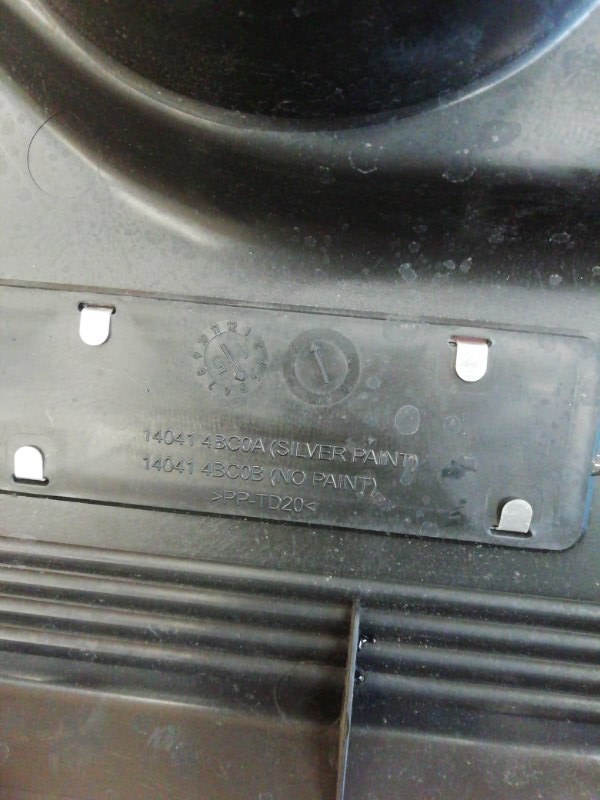 14041 4BC0A (SILVER PAINT)
14041 4BC0B (NO PAINT)
>PP-TD20<